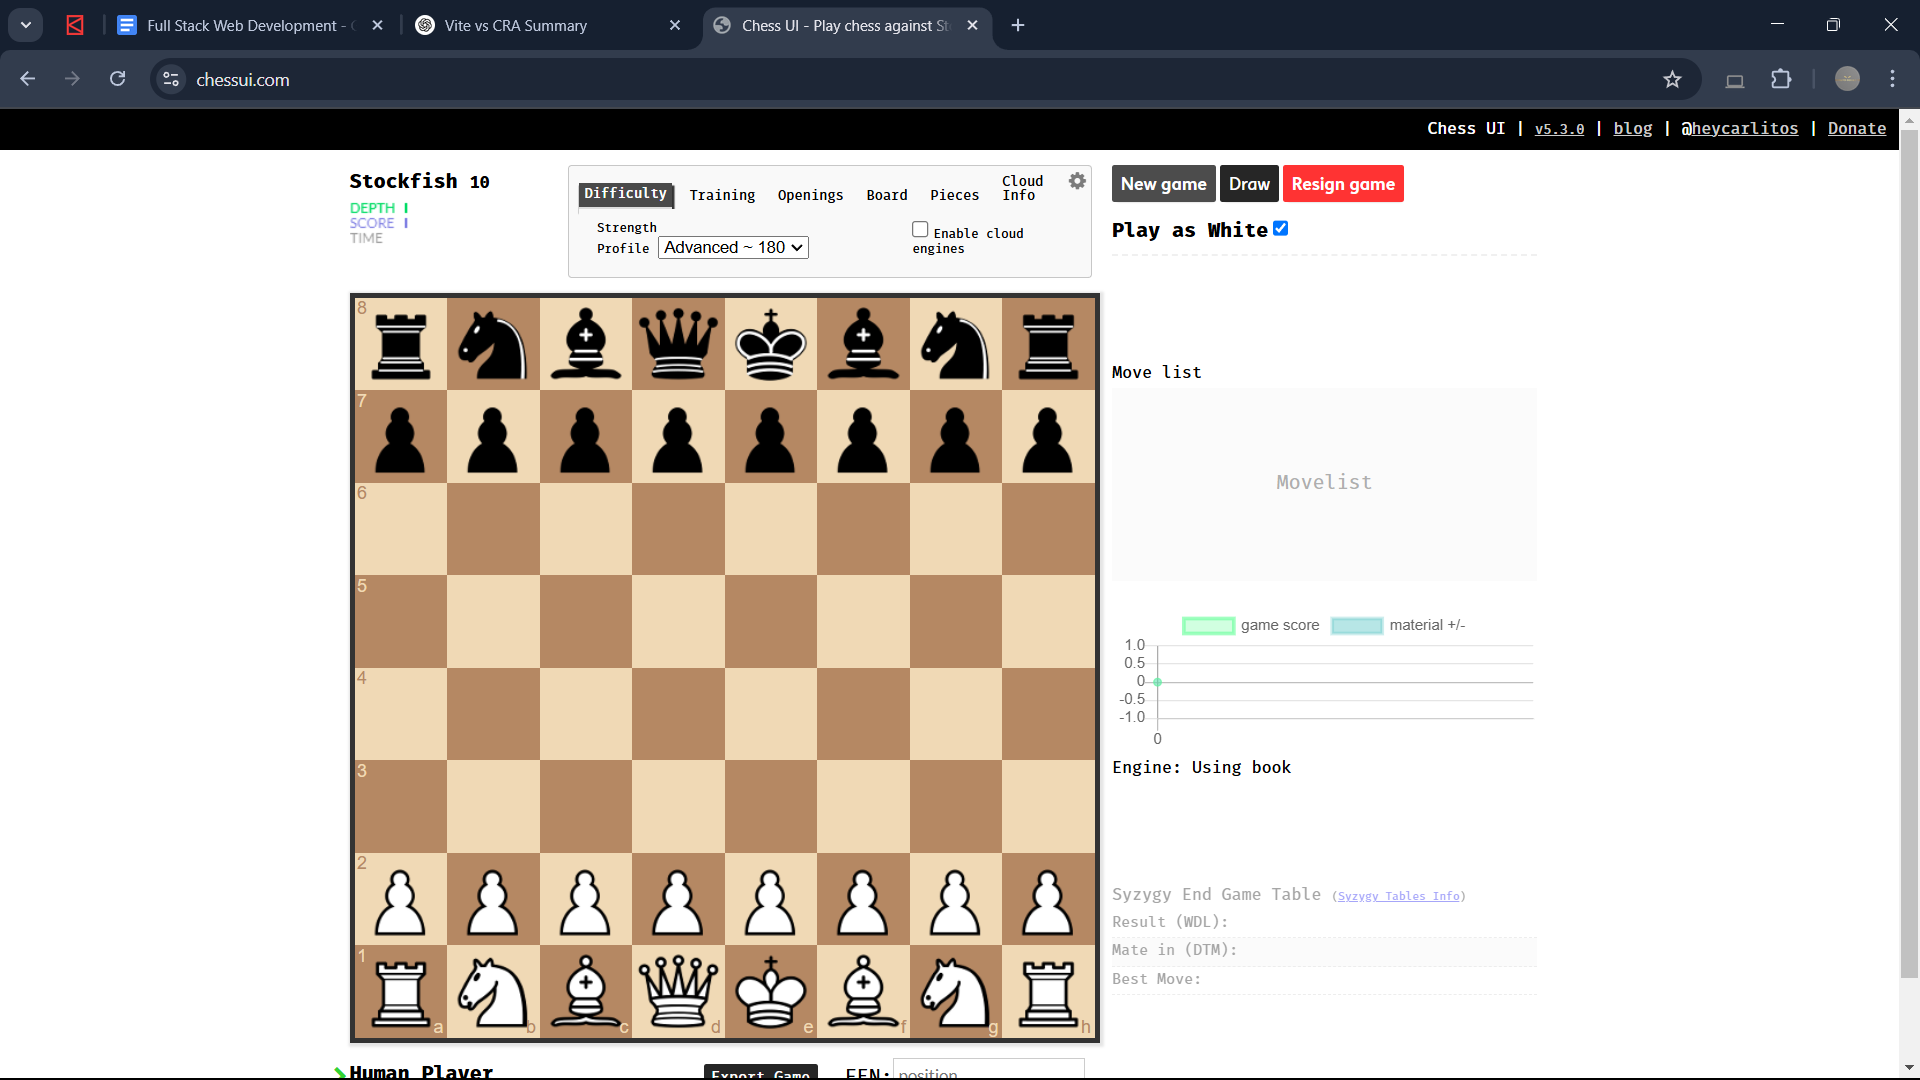 Full Stack Web Development -
Vite vs CRA Summary
Chess UI - Play chess against
chessui.com
Chess UI | v5.3.0 | blog | @heycarlitos | Donate
Stockfish 10
DEPTH
SCORE
TIME
Difficulty Training Openings Board Pieces Cloud Info
Strength Profile Advanced ~ 180
Enable cloud engines
New game Draw Resign game
Play as White
8
7
6
5
4
3
2
1
a b c d e f g h
Move list
Movelist
game score material +/-
1.0
0.5
0
-0.5
-1.0
0
Engine: Using book
Syzygy End Game Table (Syzygy Tables Info)
Result (WDL):
Mate in (DTM):
Best Move:
Human Player
Export Game
FEN: position